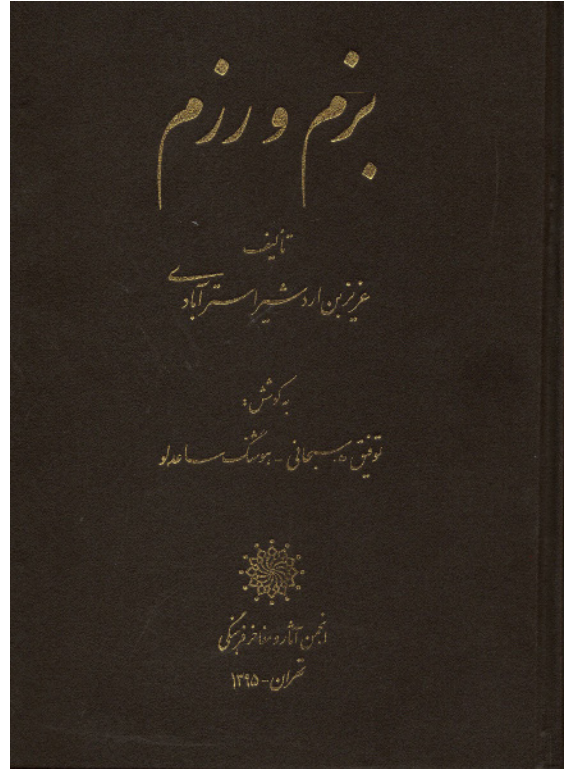 بزم و رزم
تألیف
عزیز بن اردشیر استرآبادی
به کوشش:
توفیق ه. سبحانی - هوشنگ ساعدلو
انجمن آثار و مفاخر فرهنگی
تهران - ۱۳۹۵